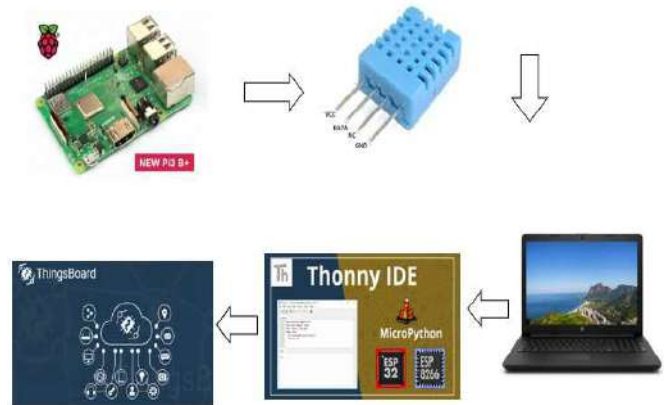 NEW Pi3 B+
VCC
DATA
NC
GND
ThingsBoard
Th
Thonny IDE
MicroPython
ESP
32
ESP
8266